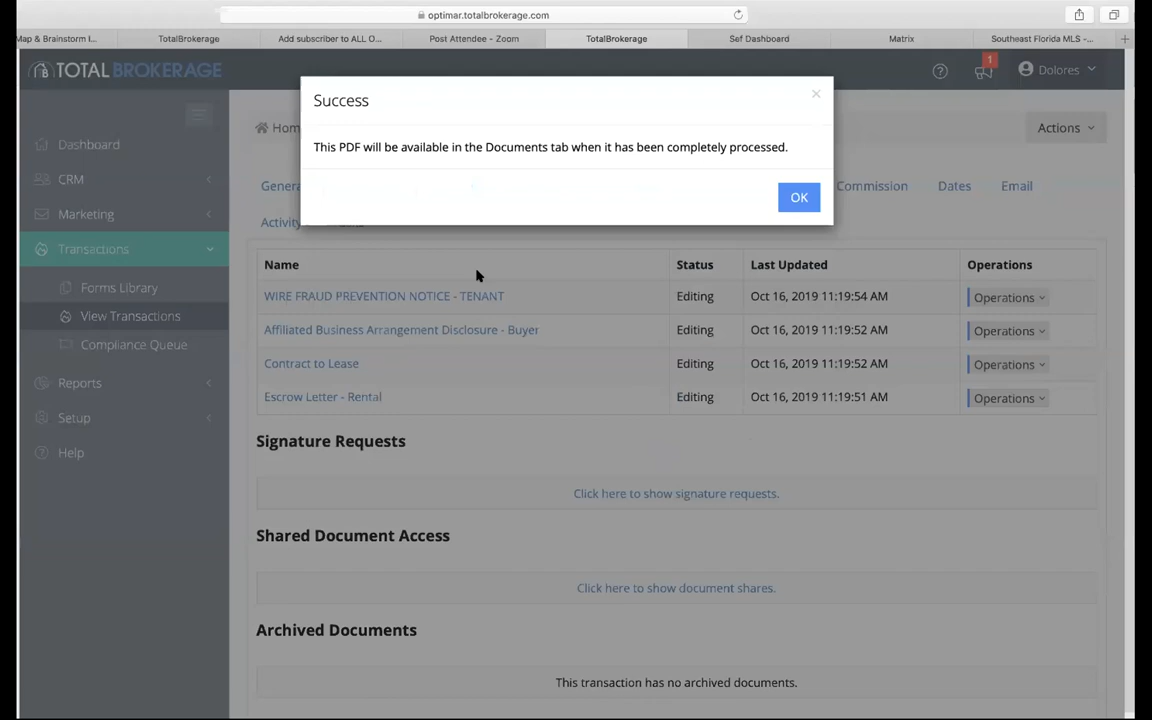 optimar.totalbrokerage.com
Map & Brainstorm I... TotalBrokerage Add subscriber to ALL O... Post Attendee - Zoom TotalBrokerage Sef Dashboard Matrix Southeast Florida MLS -...
TOTAL BROKERAGE 1 Dolores
Success
This PDF will be available in the Documents tab when it has been completely processed.
OK
Dashboard
CRM
Marketing
Transactions
Forms Library
View Transactions
Compliance Queue
Reports
Setup
Help
Hom Actions
Genera Commission Dates Email
Activity
Name Status Last Updated Operations
WIRE FRAUD PREVENTION NOTICE - TENANT Editing Oct 16, 2019 11:19:54 AM Operations
Affiliated Business Arrangement Disclosure - Buyer Editing Oct 16, 2019 11:19:52 AM Operations
Contract to Lease Editing Oct 16, 2019 11:19:52 AM Operations
Escrow Letter - Rental Editing Oct 16, 2019 11:19:51 AM Operations
Signature Requests
Click here to show signature requests.
Shared Document Access
Click here to show document shares.
Archived Documents
This transaction has no archived documents.